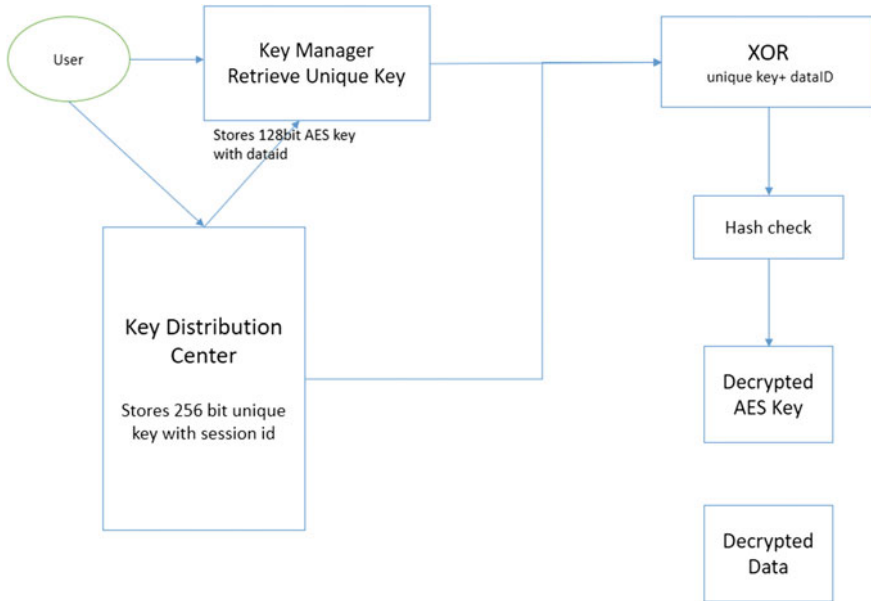 User
Key Manager
Retrieve Unique Key
XOR
unique key+ dataID
Stores 128bit AES key
with dataid
Hash check
Key Distribution
Center
Stores 256 bit unique
key with session id
Decrypted
AES Key
Decrypted
Data